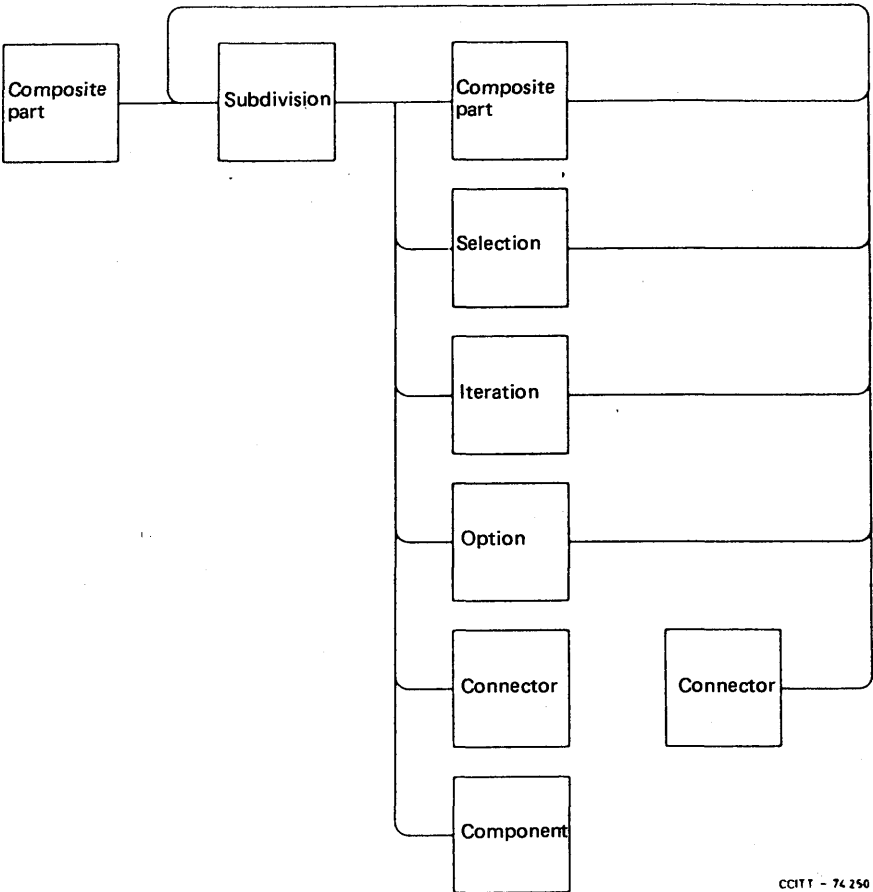 Composite
part
Subdivision
Composite
part
Selection
Iteration
Option
Connector
Connector
Component
CCITT - 74 250